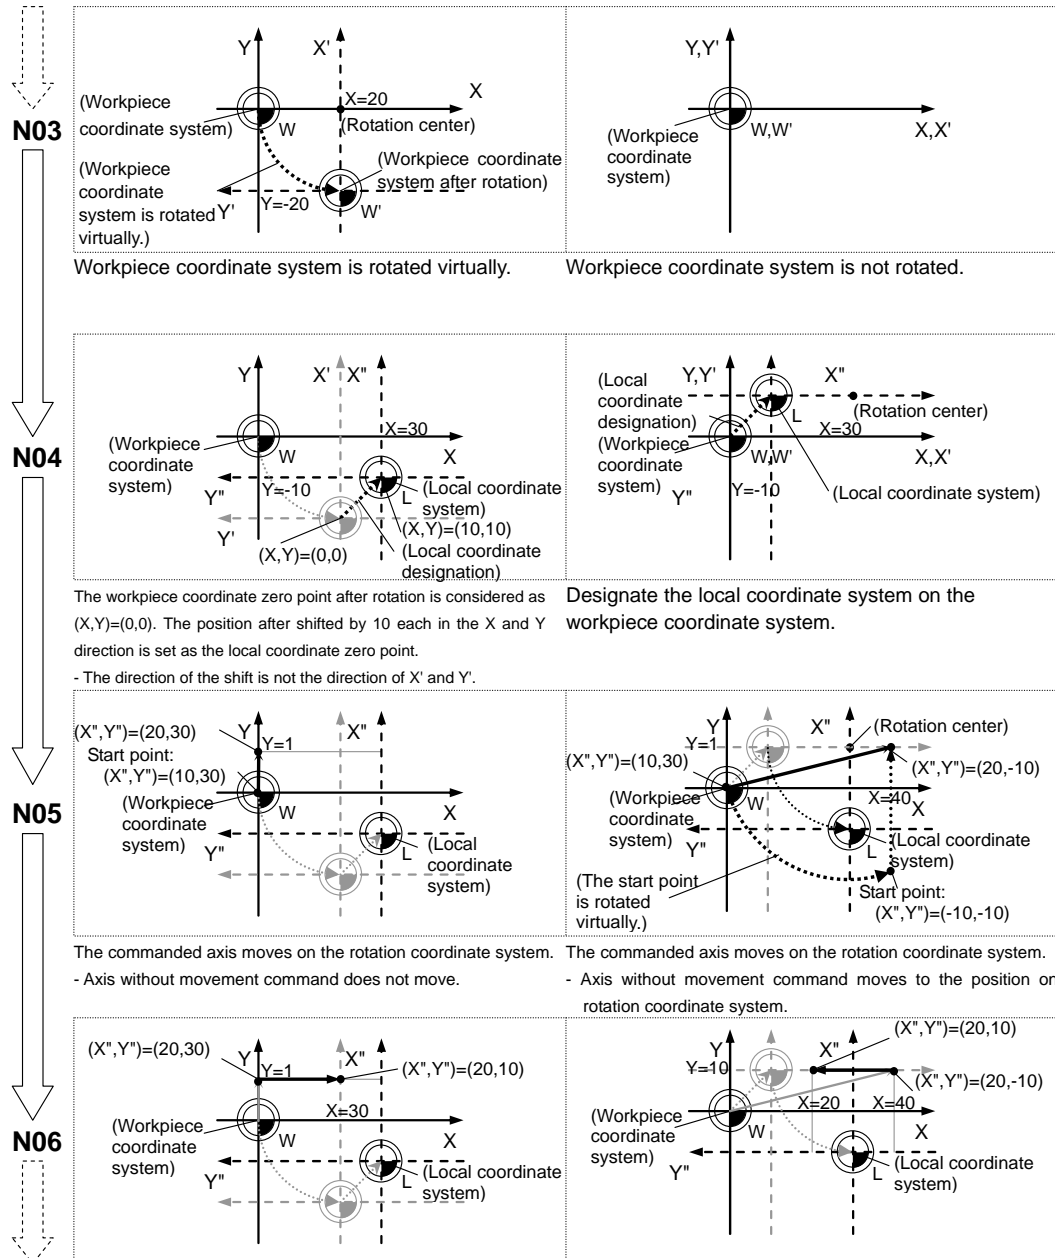 N03
Y
X'
X=20
X
(Workpiece
coordinate system)
W
(Rotation center)
(Workpiece
coordinate
system is rotated
virtually.)
(Workpiece coordinate
system after rotation)
Y'
Y=-20
W'
Y,Y'
(Workpiece
coordinate
system)
W,W'
X,X'
Workpiece coordinate system is rotated virtually.
Workpiece coordinate system is not rotated.
N04
Y
X'
X"
X=30
X
(Workpiece
coordinate
system)
W
Y"
Y=-10
L
(Local coordinate
system)
Y'
(X,Y)=(10,10)
(X,Y)=(0,0)
(Local coordinate
designation)
(Local
coordinate
designation)
Y,Y'
X"
L
(Rotation center)
X=30
(Workpiece
coordinate
system)
W,W'
X,X'
Y"
Y=-10
(Local coordinate system)
The workpiece coordinate zero point after rotation is considered as
(X,Y)=(0,0). The position after shifted by 10 each in the X and Y
direction is set as the local coordinate zero point.
- The direction of the shift is not the direction of X' and Y'.
Designate the local coordinate system on the
workpiece coordinate system.
N05
(X",Y")=(20,30)
Y
X"
Y=1
Start point:
(X",Y")=(10,30)
(Workpiece
coordinate
system)
W
X
Y"
L
(Local
coordinate
system)
Y
X"
(Rotation center)
Y=1
(X",Y")=(10,30)
(X",Y")=(20,-10)
(Workpiece
coordinate
system)
W
X=40
X
Y"
L
(Local coordinate
system)
(The start point
is rotated
virtually.)
Start point:
(X",Y")=(-10,-10)
The commanded axis moves on the rotation coordinate system.
- Axis without movement command does not move.
The commanded axis moves on the rotation coordinate system.
- Axis without movement command moves to the position on
rotation coordinate system.
N06
(X",Y")=(20,30)
Y
X"
Y=1
(X",Y")=(20,10)
X=30
(Workpiece
coordinate
system)
W
X
Y"
L
(Local coordinate
system)
(X",Y")=(20,10)
Y
X"
Y=10
(X",Y")=(20,-10)
X=20
X=40
(Workpiece
coordinate
system)
W
X
Y"
L
(Local coordinate
system)